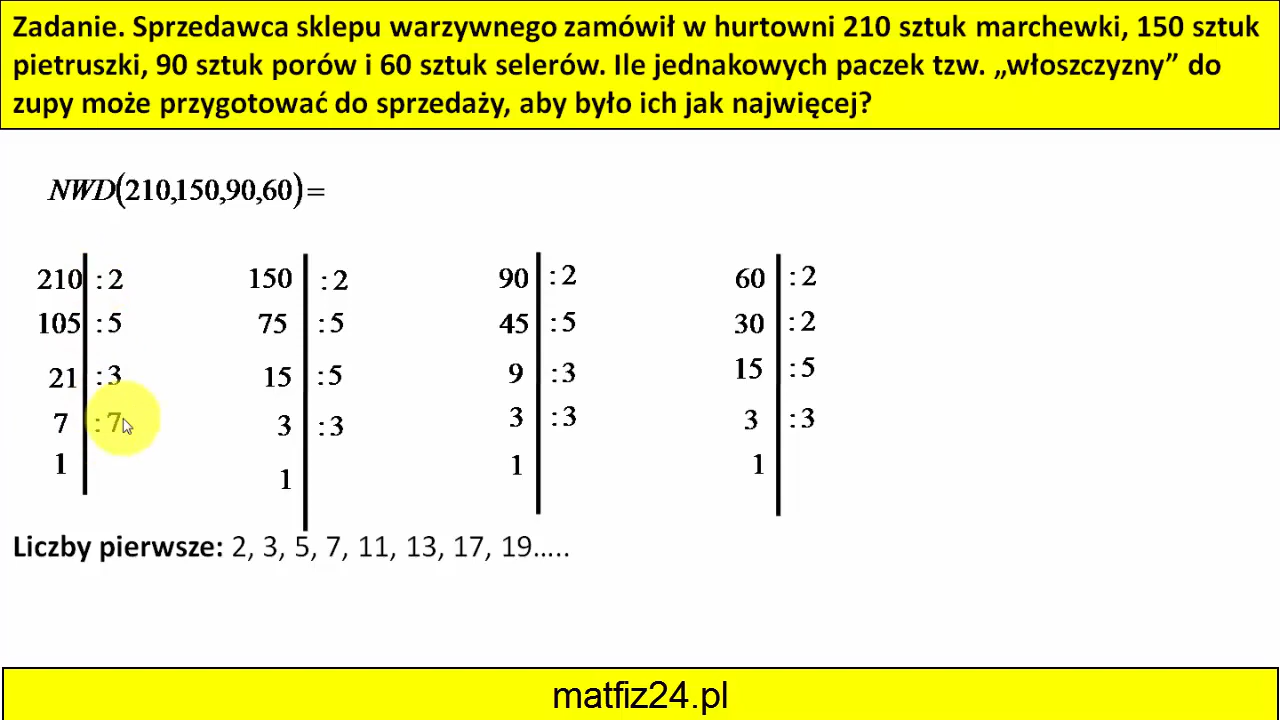 Zadanie. Sprzedawca sklepu warzywnego zamówił w hurtowni 210 sztuk marchewki, 150 sztuk
pietruszki, 90 sztuk porów i 60 sztuk selerów. Ile jednakowych paczek tzw. „włoszczyzny” do
zupy może przygotować do sprzedaży, aby było ich jak najwięcej?
NWD(210,150,90,60)=
210 :2 150 :2 90 :2 60 :2
105 :5 75 :5 45 :5 30 :2
21 :3 15 :5 9 :3 15 :5
7 :7 3 :3 3 :3 3 :3
1 1 1 1
Liczby pierwsze: 2, 3, 5, 7, 11, 13, 17, 19…..
matfiz24.pl